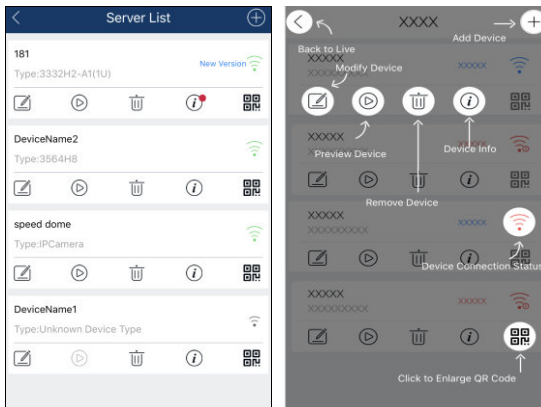 Server List
181
New Version
Type:3332H2-A1(1U)
DeviceName2
Type:3564H8
speed dome
Type:IPCamera
DeviceName1
Type:Unknown Device Type
XXXX
Back to Live
Add Device
XXXXX
Modify Device
XXXXX
Preview Device
Device Info
XXXXX
Remove Device
XXXXX
XXXXX
XXXXXXXXX
Device Connection Status
XXXXX
XXXXX
XXXXXXXXX
Click to Enlarge QR Code